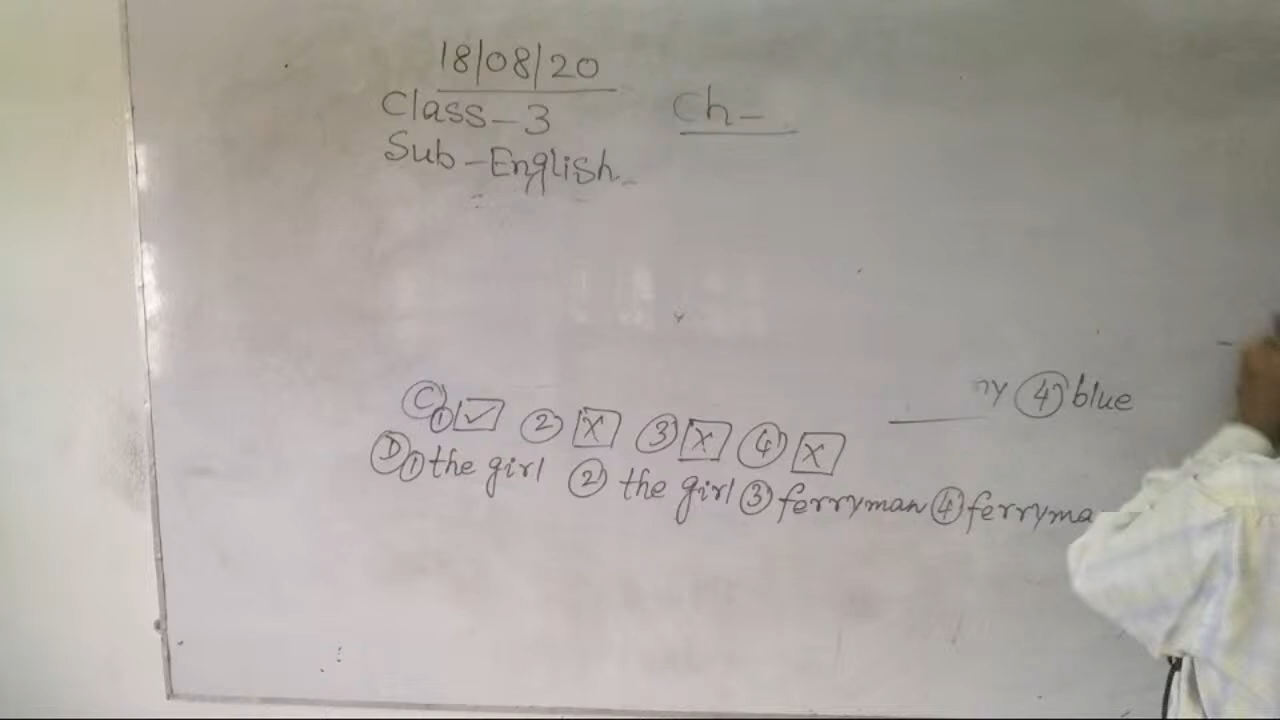 18/08/20
Class-3
Ch-
Sub-English
④ blue
Ⓒ ① ☑ ② ☒ ③ ☒ ④ ☒
Ⓓ ① the girl ② the girl ③ ferryman ④ ferryma